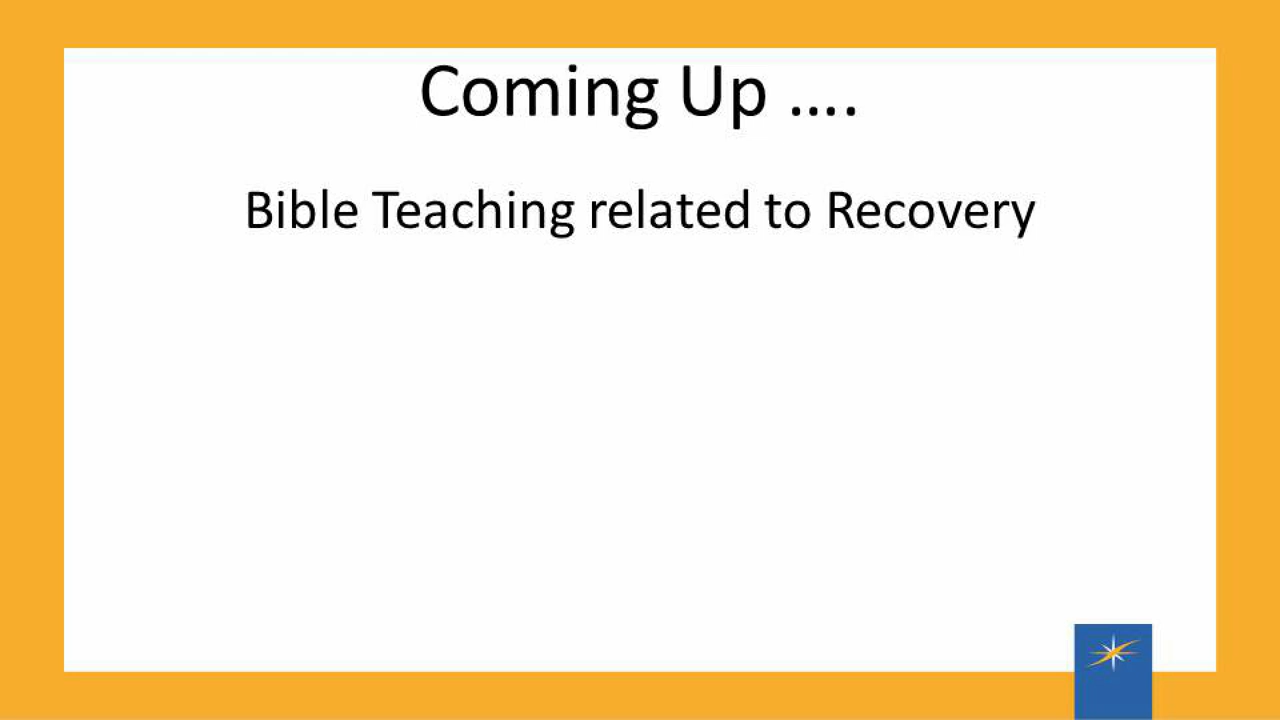 Coming Up ....
Bible Teaching related to Recovery